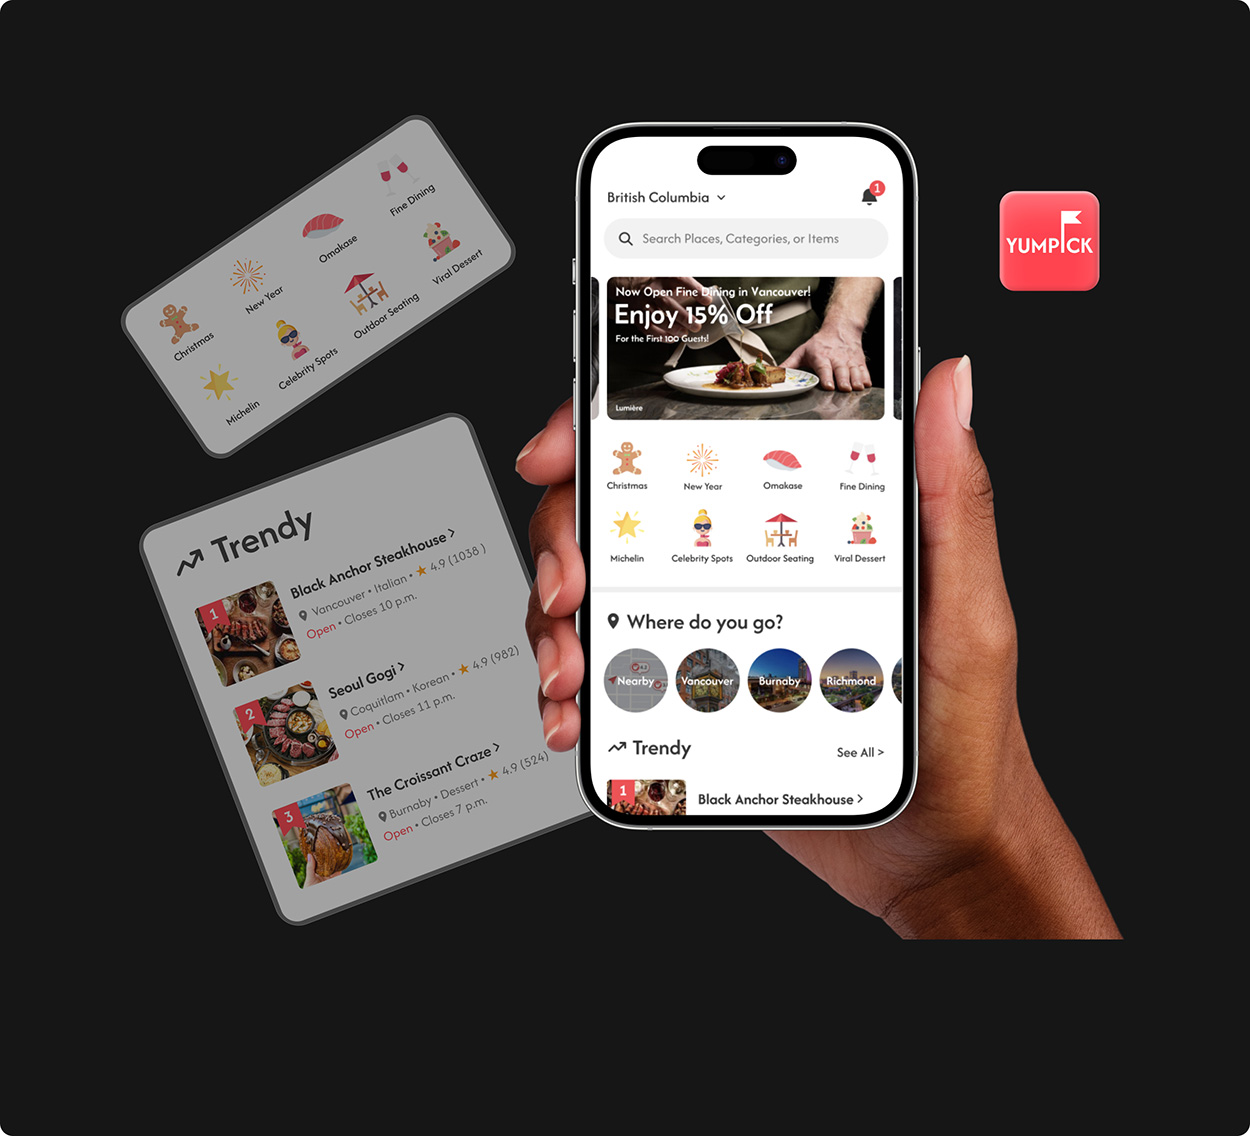 Christmas
New Year
Omakase
Fine Dining
Michelin
Celebrity Spots
Outdoor Seating
Viral Dessert
Trendy
1
Black Anchor Steakhouse >
Vancouver • Italian • ★ 4.9 (1038 )
Open • Closes 10 p.m.
2
Seoul Gogi >
Coquitlam • Korean • ★ 4.9 (982)
Open • Closes 11 p.m.
3
The Croissant Craze >
Burnaby • Dessert • ★ 4.9 (524)
Open • Closes 7 p.m.
British Columbia
1
Search Places, Categories, or Items
Now Open Fine Dining in Vancouver!
Enjoy 15% Off
For the First 100 Guests!
Lumière
Christmas
New Year
Omakase
Fine Dining
Michelin
Celebrity Spots
Outdoor Seating
Viral Dessert
Where do you go?
Nearby
Vancouver
Burnaby
Richmond
Trendy
See All >
1
Black Anchor Steakhouse >
YUMPICK